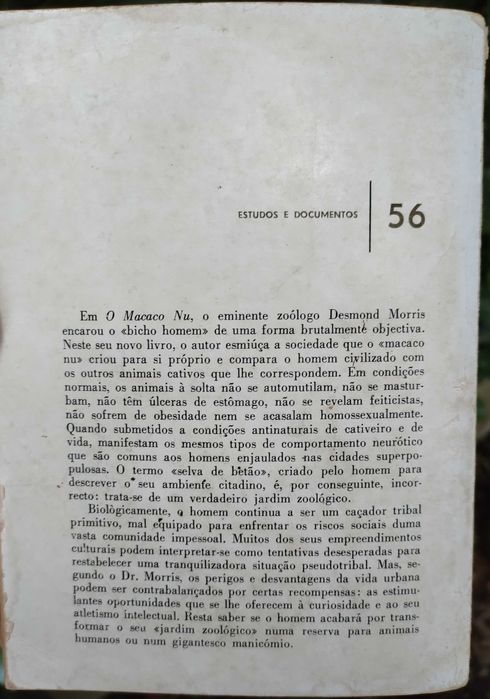 ESTUDOS E DOCUMENTOS 56
Em O Macaco Nu, o eminente zoólogo Desmond Morris
encarou o «bicho homem» de uma forma brutalmente objectiva.
Neste seu novo livro, o autor esmiúça a sociedade que o «macaco
nu» criou para si próprio e compara o homem civilizado com
os outros animais cativos que lhe correspondem. Em condições
normais, os animais à solta não se automutilam, não se mastur-
bam, não têm úlceras de estômago, não se revelam feiticistas,
não sofrem de obesidade nem se acasalam homossexualmente.
Quando submetidos a condições antinaturais de cativeiro e de
vida, manifestam os mesmos tipos de comportamento neurótico
que são comuns aos homens enjaulados nas cidades superpo-
pulosas. O termo «selva de betão», criado pelo homem para
descrever o seu ambiente citadino, é, por conseguinte, incor-
recto: trata-se de um verdadeiro jardim zoológico.
Biològicamente, o homem continua a ser um caçador tribal
primitivo, mal equipado para enfrentar os riscos sociais duma
vasta comunidade impessoal. Muitos dos seus empreendimentos
culturais podem interpretar-se como tentativas desesperadas para
restabelecer uma tranquilizadora situação pseudotribal. Mas, se-
gundo o Dr. Morris, os perigos e desvantagens da vida urbana
podem ser contrabalançados por certas recompensas: as estimu-
lantes oportunidades que se lhe oferecem à curiosidade e ao seu
atletismo intelectual. Resta saber se o homem acabará por trans-
formar o seu «jardim zoológico» numa reserva para animais
humanos ou num gigantesco manicómio.